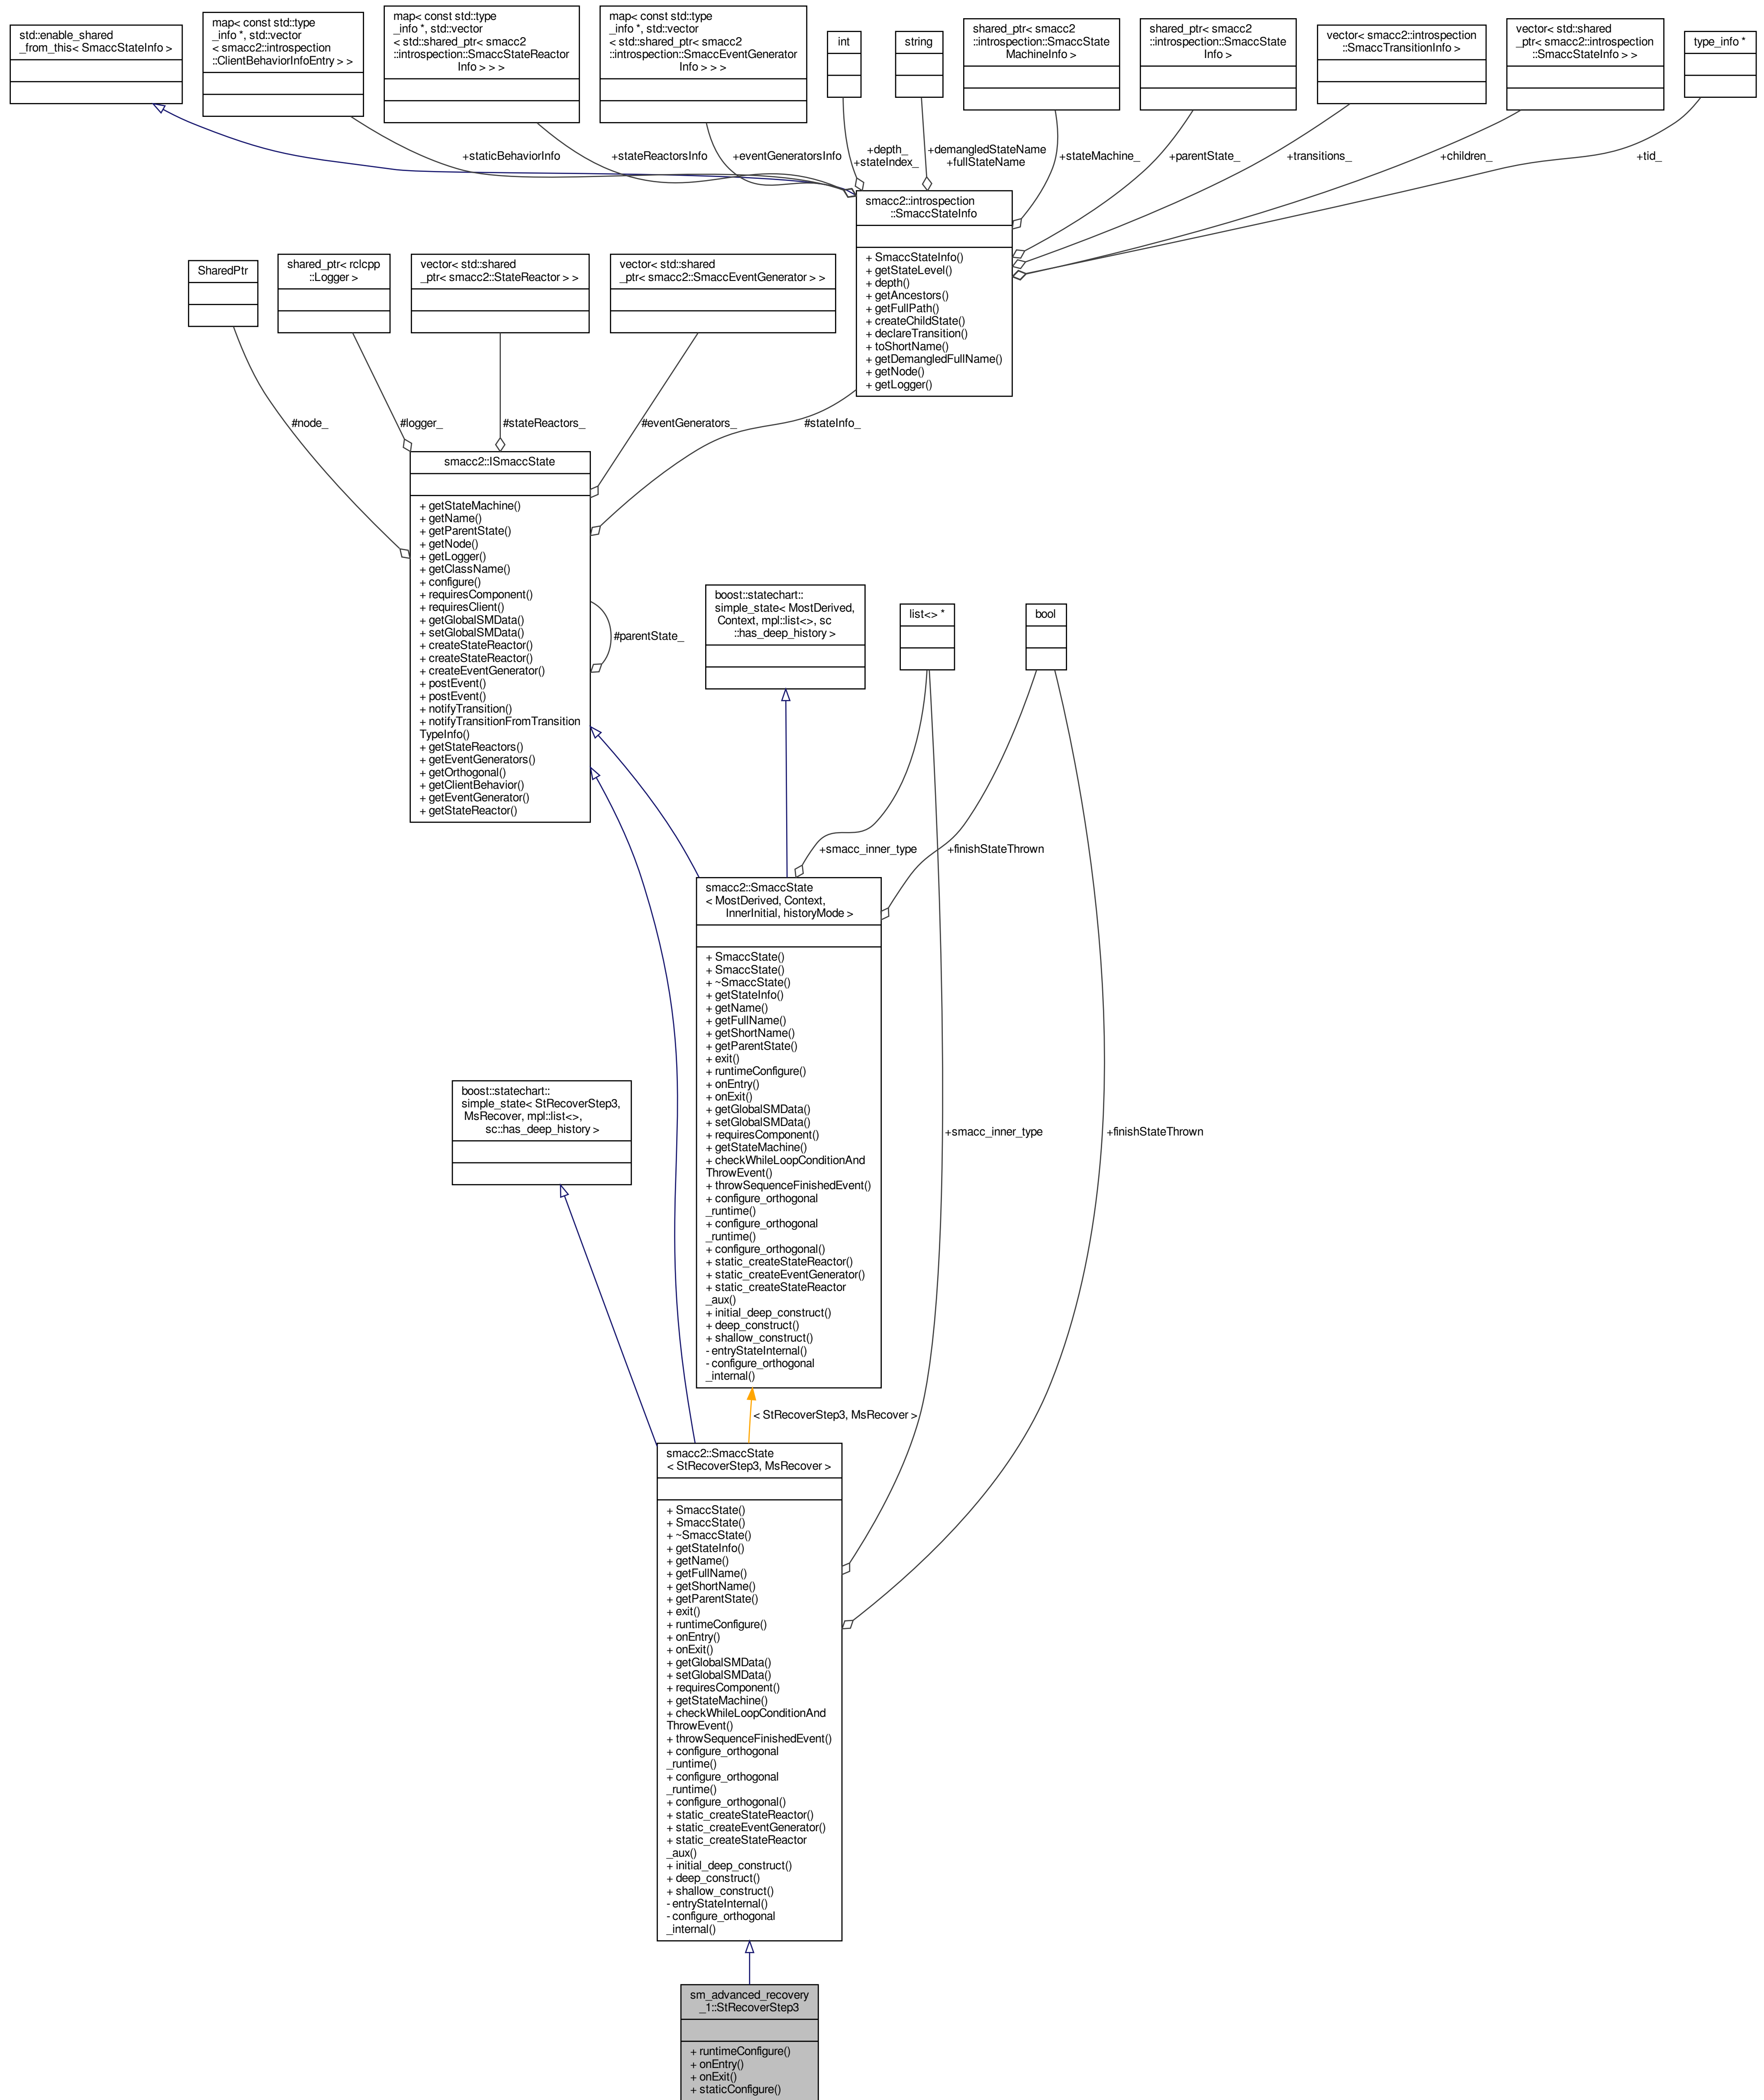 std::enable_shared
_from_this< SmaccStateInfo >
map< const std::type
_info *, std::vector
< smacc2::introspection
::ClientBehaviorInfoEntry > >
map< const std::type
_info *, std::vector
< std::shared_ptr< smacc2
::introspection::SmaccStateReactor
Info > > >
map< const std::type
_info *, std::vector
< std::shared_ptr< smacc2
::introspection::SmaccEventGenerator
Info > > >
int
string
shared_ptr< smacc2
::introspection::SmaccState
MachineInfo >
shared_ptr< smacc2
::introspection::SmaccState
Info >
vector< smacc2::introspection
::SmaccTransitionInfo >
vector< std::shared
_ptr< smacc2::introspection
::SmaccStateInfo > >
type_info *
+staticBehaviorInfo
+stateReactorsInfo
+eventGeneratorsInfo
+depth_
+stateIndex_
+demangledStateName
+fullStateName
+stateMachine_
+parentState_
+transitions_
+children_
+tid_
smacc2::introspection
::SmaccStateInfo
+ SmaccStateInfo()
+ getStateLevel()
+ depth()
+ getAncestors()
+ getFullPath()
+ createChildState()
+ declareTransition()
+ toShortName()
+ getDemangledFullName()
+ getNode()
+ getLogger()
SharedPtr
shared_ptr< rclcpp
::Logger >
vector< std::shared
_ptr< smacc2::StateReactor > >
vector< std::shared
_ptr< smacc2::SmaccEventGenerator > >
#node_
#logger_
#stateReactors_
#eventGenerators_
#stateInfo_
smacc2::ISmaccState
+ getStateMachine()
+ getName()
+ getParentState()
+ getNode()
+ getLogger()
+ getClassName()
+ configure()
+ requiresComponent()
+ requiresClient()
+ getGlobalSMData()
+ setGlobalSMData()
+ createStateReactor()
+ createStateReactor()
+ createEventGenerator()
+ postEvent()
+ postEvent()
+ notifyTransition()
+ notifyTransitionFromTransition
TypeInfo()
+ getStateReactors()
+ getEventGenerators()
+ getOrthogonal()
+ getClientBehavior()
+ getEventGenerator()
+ getStateReactor()
#parentState_
boost::statechart::
simple_state< MostDerived,
Context, mpl::list<>, sc
::has_deep_history >
list<> *
bool
+smacc_inner_type
+finishStateThrown
smacc2::SmaccState
< MostDerived, Context,
InnerInitial, historyMode >
+ SmaccState()
+ SmaccState()
+ ~SmaccState()
+ getStateInfo()
+ getName()
+ getFullName()
+ getShortName()
+ getParentState()
+ exit()
+ runtimeConfigure()
+ onEntry()
+ onExit()
+ getGlobalSMData()
+ setGlobalSMData()
+ requiresComponent()
+ getStateMachine()
+ checkWhileLoopConditionAnd
ThrowEvent()
+ throwSequenceFinishedEvent()
+ configure_orthogonal
_runtime()
+ configure_orthogonal
_runtime()
+ configure_orthogonal()
+ static_createStateReactor()
+ static_createEventGenerator()
+ static_createStateReactor
_aux()
+ initial_deep_construct()
+ deep_construct()
+ shallow_construct()
- entryStateInternal()
- configure_orthogonal
_internal()
boost::statechart::
simple_state< StRecoverStep3,
MsRecover, mpl::list<>,
sc::has_deep_history >
+smacc_inner_type
+finishStateThrown
< StRecoverStep3, MsRecover >
smacc2::SmaccState
< StRecoverStep3, MsRecover >
+ SmaccState()
+ SmaccState()
+ ~SmaccState()
+ getStateInfo()
+ getName()
+ getFullName()
+ getShortName()
+ getParentState()
+ exit()
+ runtimeConfigure()
+ onEntry()
+ onExit()
+ getGlobalSMData()
+ setGlobalSMData()
+ requiresComponent()
+ getStateMachine()
+ checkWhileLoopConditionAnd
ThrowEvent()
+ throwSequenceFinishedEvent()
+ configure_orthogonal
_runtime()
+ configure_orthogonal
_runtime()
+ configure_orthogonal()
+ static_createStateReactor()
+ static_createEventGenerator()
+ static_createStateReactor
_aux()
+ initial_deep_construct()
+ deep_construct()
+ shallow_construct()
- entryStateInternal()
- configure_orthogonal
_internal()
sm_advanced_recovery
_1::StRecoverStep3
+ runtimeConfigure()
+ onEntry()
+ onExit()
+ staticConfigure()